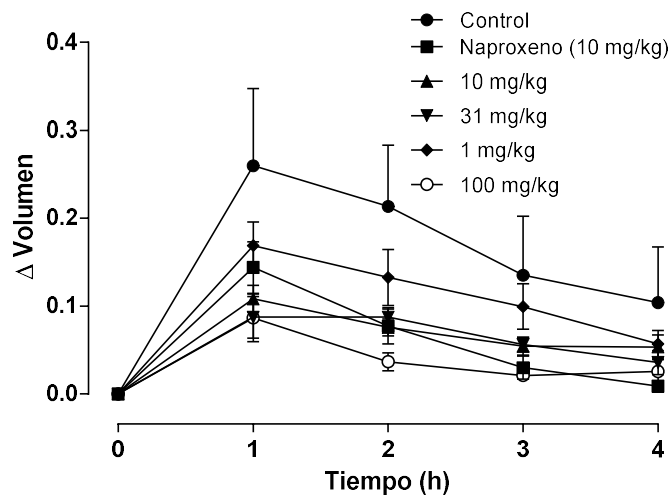 Control
Naproxeno (10 mg/kg)
10 mg/kg
31 mg/kg
1 mg/kg
100 mg/kg
0.4
0.3
0.2
0.1
0.0
Δ Volumen
0 1 2 3 4
Tiempo (h)